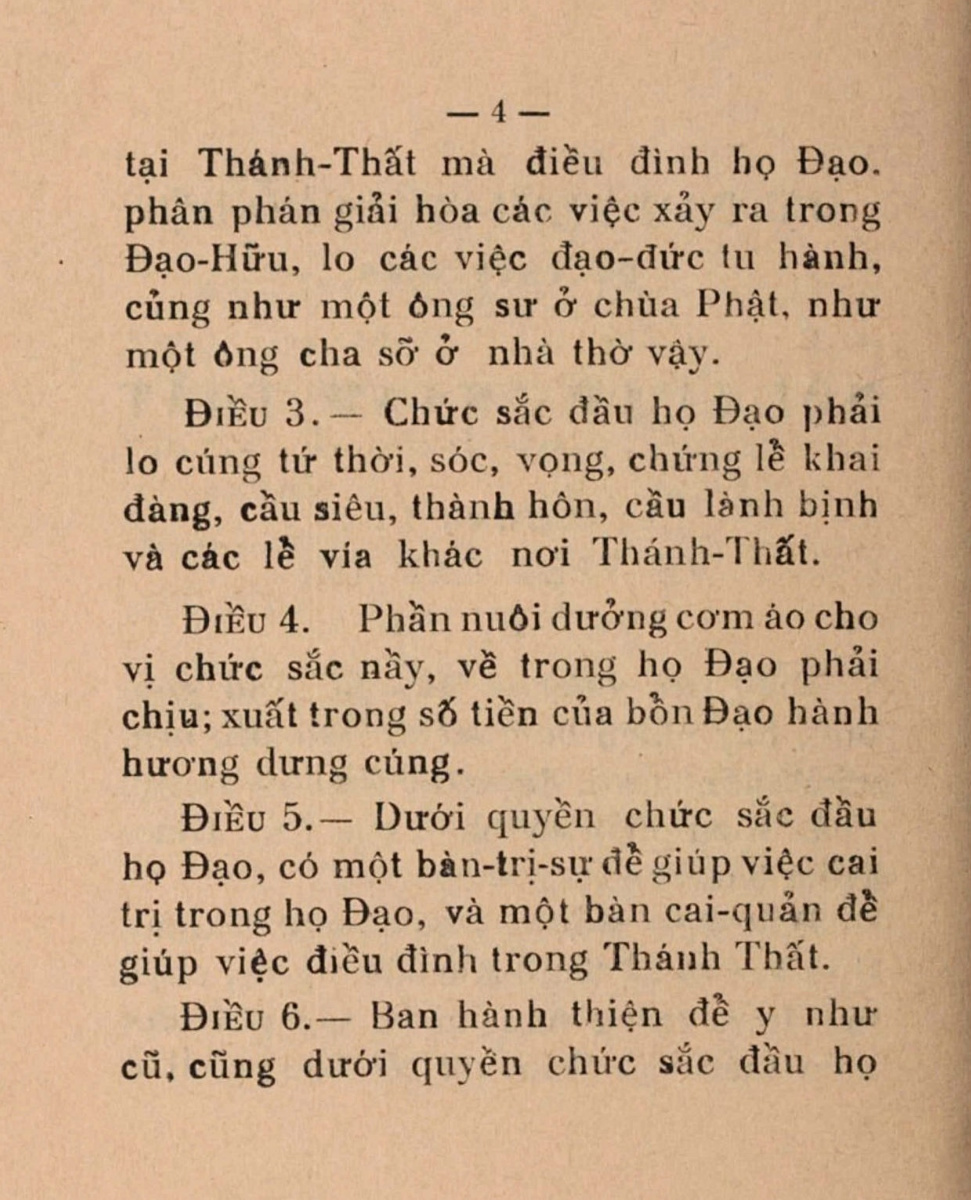 — 4 —
tại Thánh-Thất mà điều đình họ Đạo.
phân phán giải hòa các việc xảy ra trong
Đạo-Hữu, lo các việc đạo-đức tu hành,
củng như một ông sư ở chùa Phật, như
một ông cha sỡ ở nhà thờ vậy.
ĐIỀU 3.— Chức sắc đầu họ Đạo phải
lo cúng tứ thời, sóc, vọng, chứng lễ khai
đàng, cầu siêu, thành hôn, cầu lành bịnh
và các lễ vía khác nơi Thánh-Thất.
ĐIỀU 4. Phần nuôi dưởng cơm áo cho
vị chức sắc nầy, về trong họ Đạo phải
chịu; xuất trong số tiền của bổn Đạo hành
hương dưng cúng.
ĐIỀU 5.— Dưới quyền chức sắc đầu
họ Đạo, có một bàn-trị-sự để giúp việc cai
trị trong họ Đạo, và một bàn cai-quản để
giúp việc điều đình trong Thánh Thất.
ĐIỀU 6.— Ban hành thiện để y như
cũ, cũng dưới quyền chức sắc đầu họ